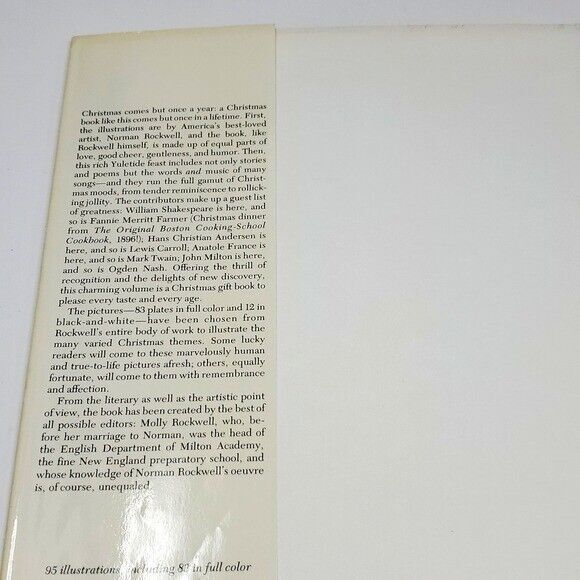 Christmas comes but once a year: a Christmas
book like this comes but once in a lifetime. First,
the illustrations are by America's best-loved
artist, Norman Rockwell, and the book, like
Rockwell himself, is made up of equal parts of
love, good cheer, gentleness, and humor. Then,
this rich Yuletide feast includes not only stories
and poems but the words and music of many
songs—and they run the full gamut of Christ-
mas moods, from tender reminiscence to rollick-
ing jollity. The contributors make up a guest list
of greatness: William Shakespeare is here, and
so is Fannie Merritt Farmer (Christmas dinner
from The Original Boston Cooking-School
Cookbook, 1896!); Hans Christian Andersen is
here, and so is Lewis Carroll; Anatole France is
here, and so is Mark Twain; John Milton is here,
and so is Ogden Nash. Offering the thrill of
recognition and the delights of new discovery,
this charming volume is a Christmas gift book to
please every taste and every age.
The pictures—83 plates in full color and 12 in
black-and-white—have been chosen from
Rockwell's entire body of work to illustrate the
many varied Christmas themes. Some lucky
readers will come to these marvelously human
and true-to-life pictures afresh; others, equally
fortunate, will come to them with remembrance
and affection.
From the literary as well as the artistic point
of view, the book has been created by the best of
all possible editors: Molly Rockwell, who, be-
fore her marriage to Norman, was the head of
the English Department of Milton Academy,
the fine New England preparatory school, and
whose knowledge of Norman Rockwell's oeuvre
is, of course, unequaled.
95 illustrations, including 83 in full color